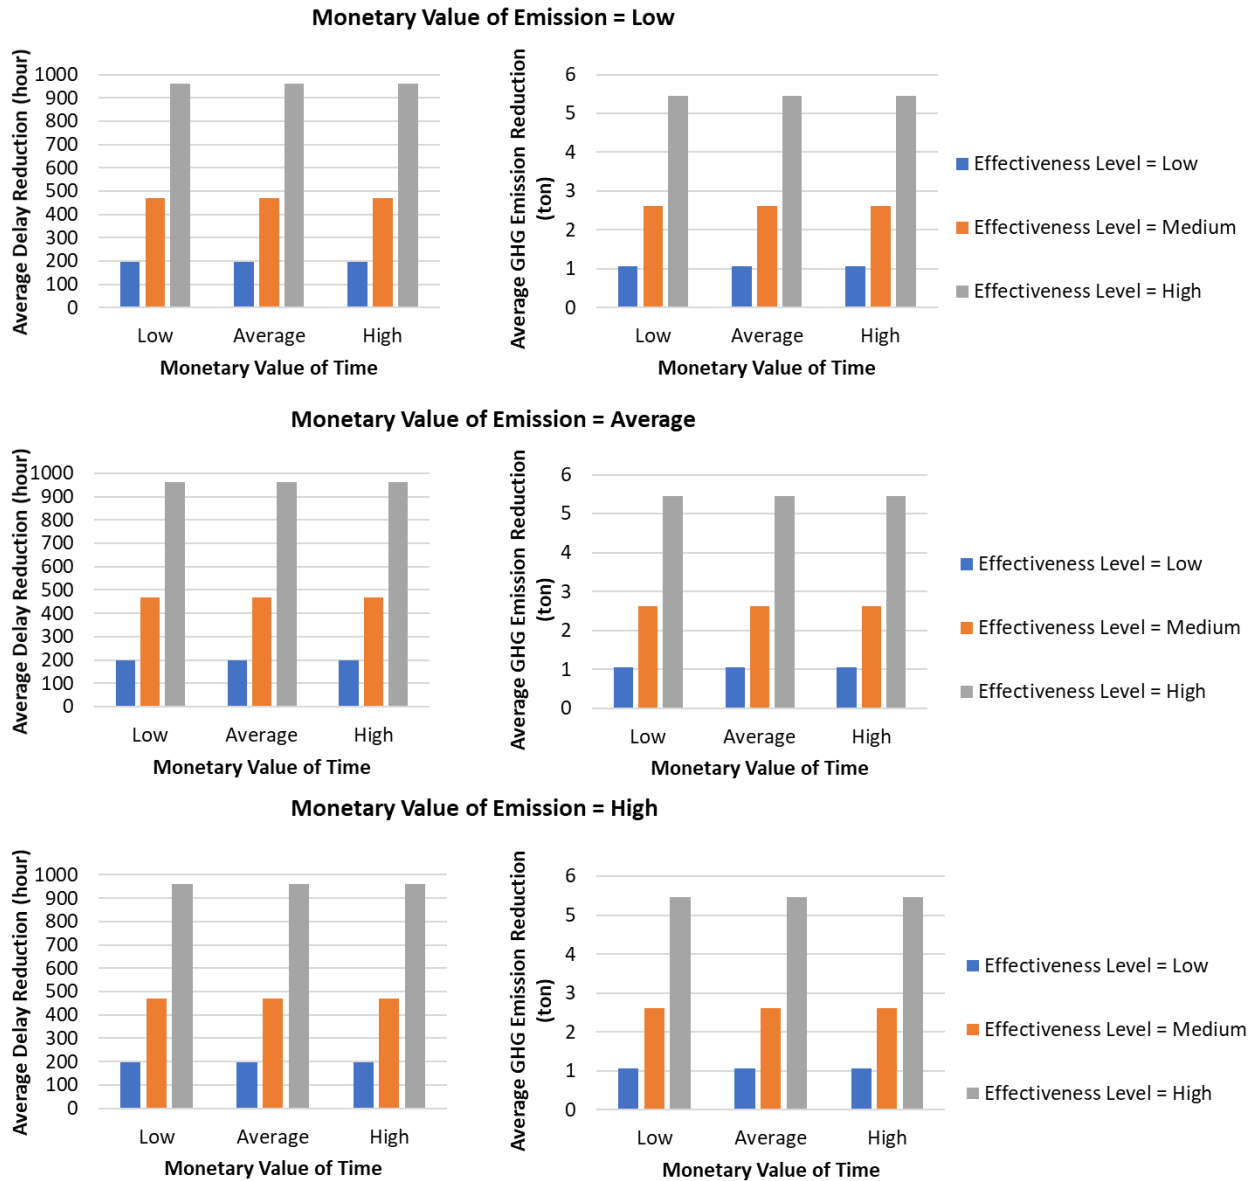 Monetary Value of Emission = Low
Average Delay Reduction (hour)
1000
900
800
700
600
500
400
300
200
100
0
Low Average High
Monetary Value of Time
Average GHG Emission Reduction
(ton)
6
5
4
3
2
1
0
Low Average High
Monetary Value of Time
Effectiveness Level = Low
Effectiveness Level = Medium
Effectiveness Level = High
Monetary Value of Emission = Average
Average Delay Reduction (hour)
1000
900
800
700
600
500
400
300
200
100
0
Low Average High
Monetary Value of Time
Average GHG Emission Reduction
(ton)
6
5
4
3
2
1
0
Low Average High
Monetary Value of Time
Effectiveness Level = Low
Effectiveness Level = Medium
Effectiveness Level = High
Monetary Value of Emission = High
Average Delay Reduction (hour)
1000
900
800
700
600
500
400
300
200
100
0
Low Average High
Monetary Value of Time
Average GHG Emission Reduction
(ton)
6
5
4
3
2
1
0
Low Average High
Monetary Value of Time
Effectiveness Level = Low
Effectiveness Level = Medium
Effectiveness Level = High